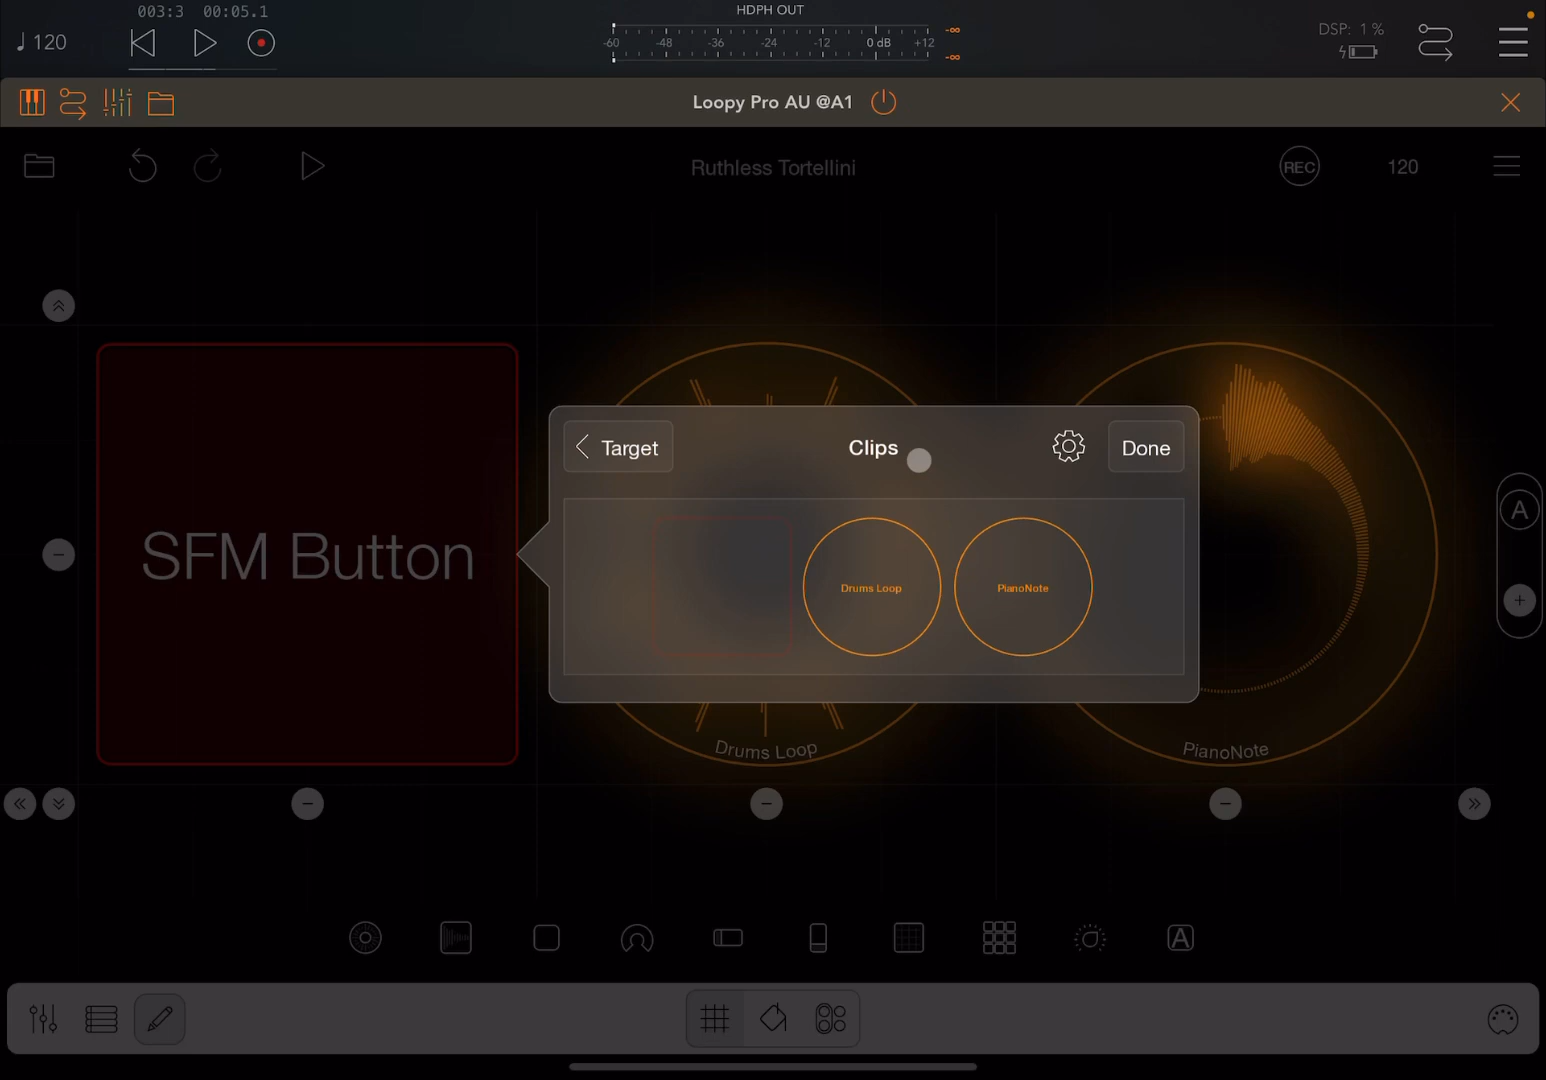 HDPH OUT
003:3 00:05.1
♩ 120
-60 -48 -36 -24 -12 0 dB +12
-∞
-∞
DSP: 1 %
Loopy Pro AU @A1
Ruthless Tortellini
REC
120
SFM Button
Target
Clips
Done
Drums Loop
PianoNote
A
Drums Loop
PianoNote
A